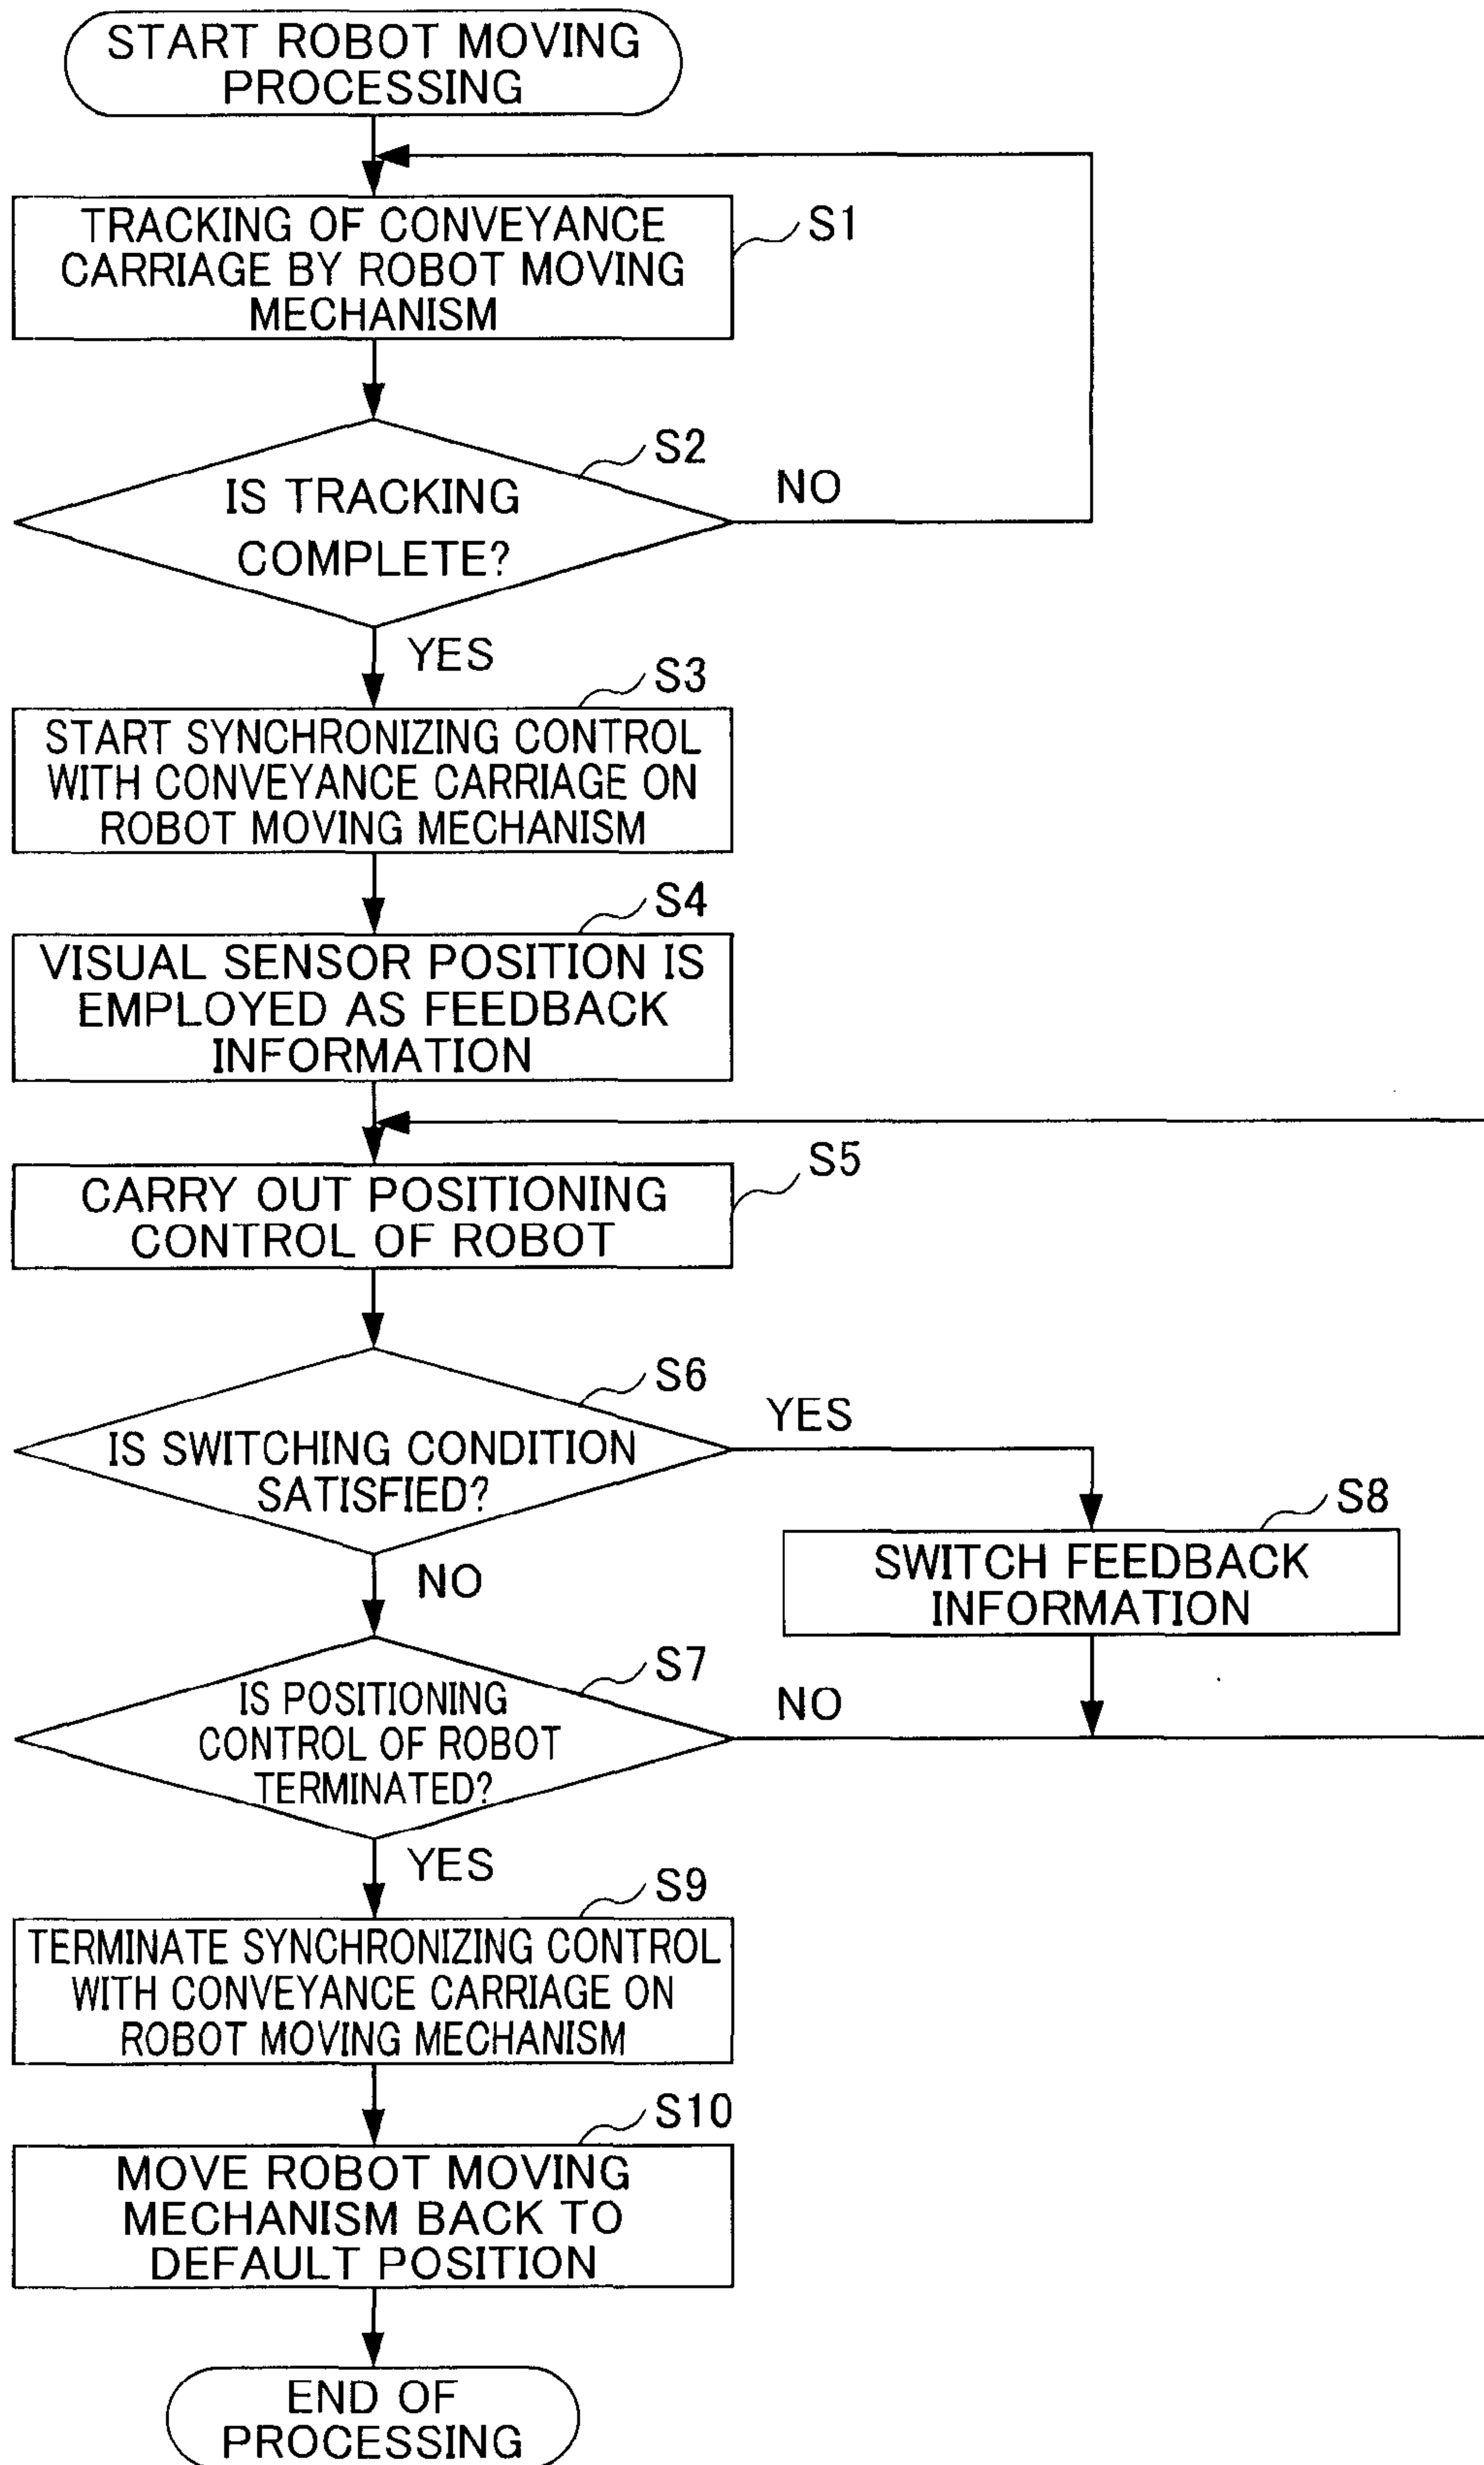 START ROBOT MOVING
PROCESSING
TRACKING OF CONVEYANCE
CARRIAGE BY ROBOT MOVING
MECHANISM
S1
IS TRACKING
COMPLETE?
S2
NO
YES
S3
START SYNCHRONIZING CONTROL
WITH CONVEYANCE CARRIAGE ON
ROBOT MOVING MECHANISM
S4
VISUAL SENSOR POSITION IS
EMPLOYED AS FEEDBACK
INFORMATION
S5
CARRY OUT POSITIONING
CONTROL OF ROBOT
S6
IS SWITCHING CONDITION
SATISFIED?
YES
NO
S8
SWITCH FEEDBACK
INFORMATION
S7
IS POSITIONING
CONTROL OF ROBOT
TERMINATED?
NO
YES
S9
TERMINATE SYNCHRONIZING CONTROL
WITH CONVEYANCE CARRIAGE ON
ROBOT MOVING MECHANISM
S10
MOVE ROBOT MOVING
MECHANISM BACK TO
DEFAULT POSITION
END OF
PROCESSING